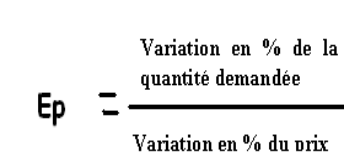 Variation en % de la
quantité demandée
Ep =
Variation en % du prix